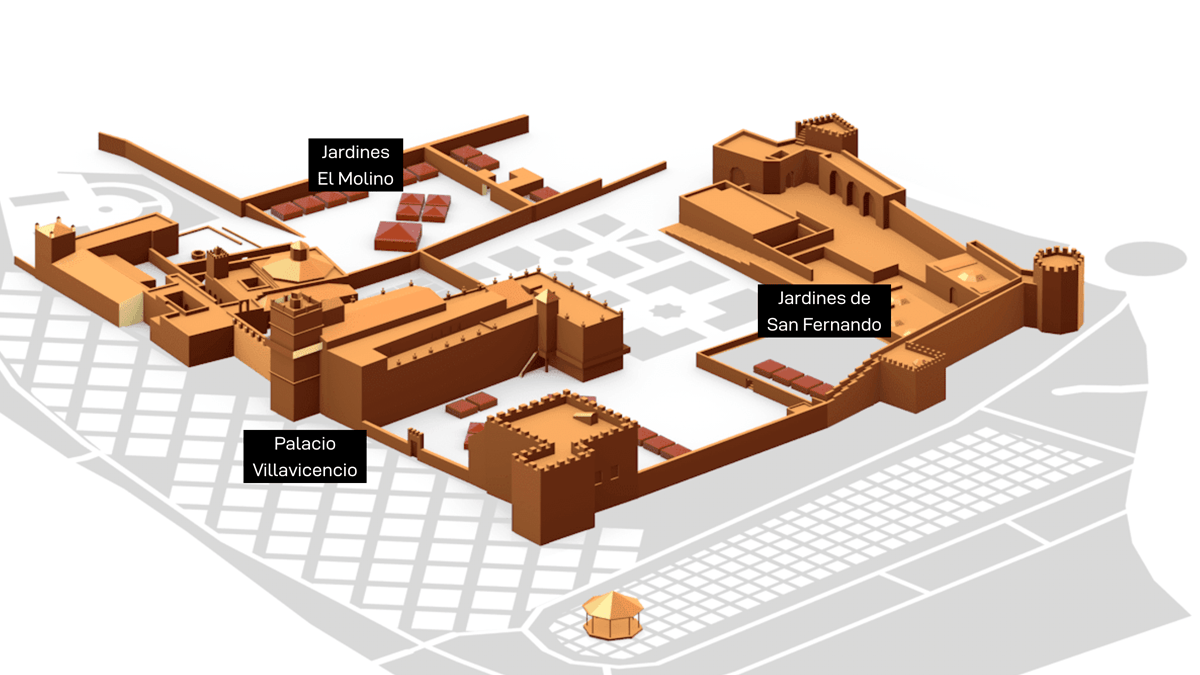 Jardines
El Molino
Jardines de
San Fernando
Palacio
Villavicencio